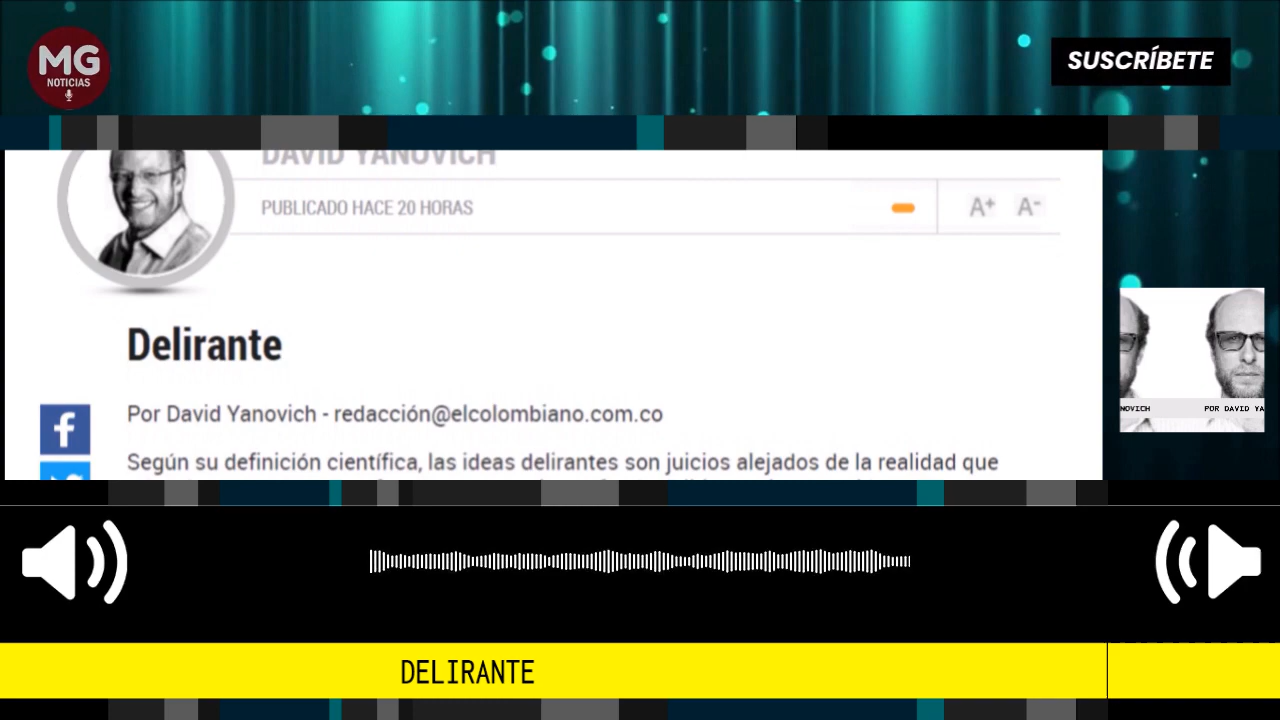 MG
NOTICIAS
SUSCRÍBETE
DAVID YANOVICH
PUBLICADO HACE 20 HORAS
A+ A-
Delirante
Por David Yanovich - redacción@elcolombiano.com.co
Según su definición científica, las ideas delirantes son juicios alejados de la realidad que
NOVICH
POR DAVID YA
DELIRANTE